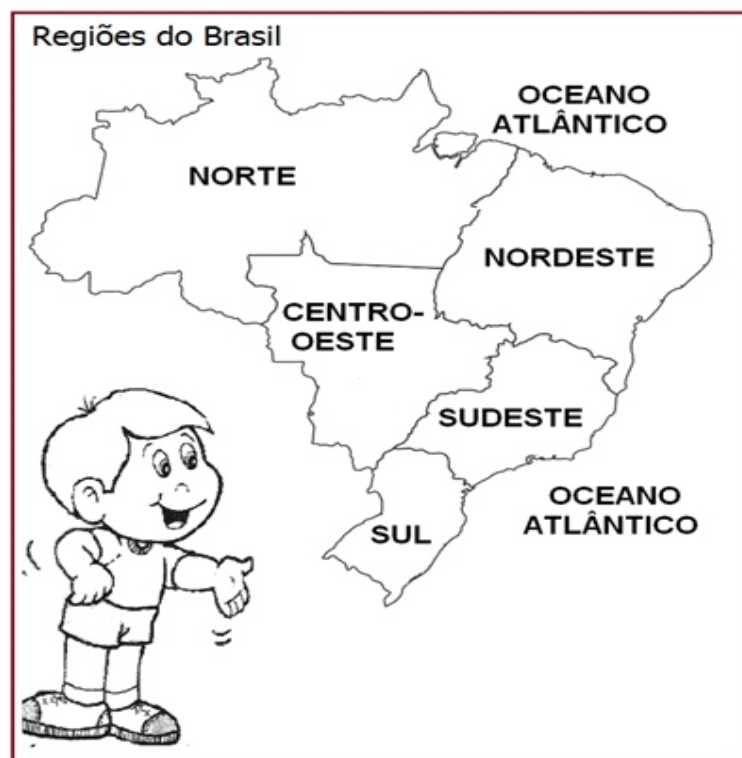 Regiões do Brasil
OCEANO
ATLÂNTICO
NORTE
NORDESTE
CENTRO-
OESTE
SUDESTE
OCEANO
ATLÂNTICO
SUL